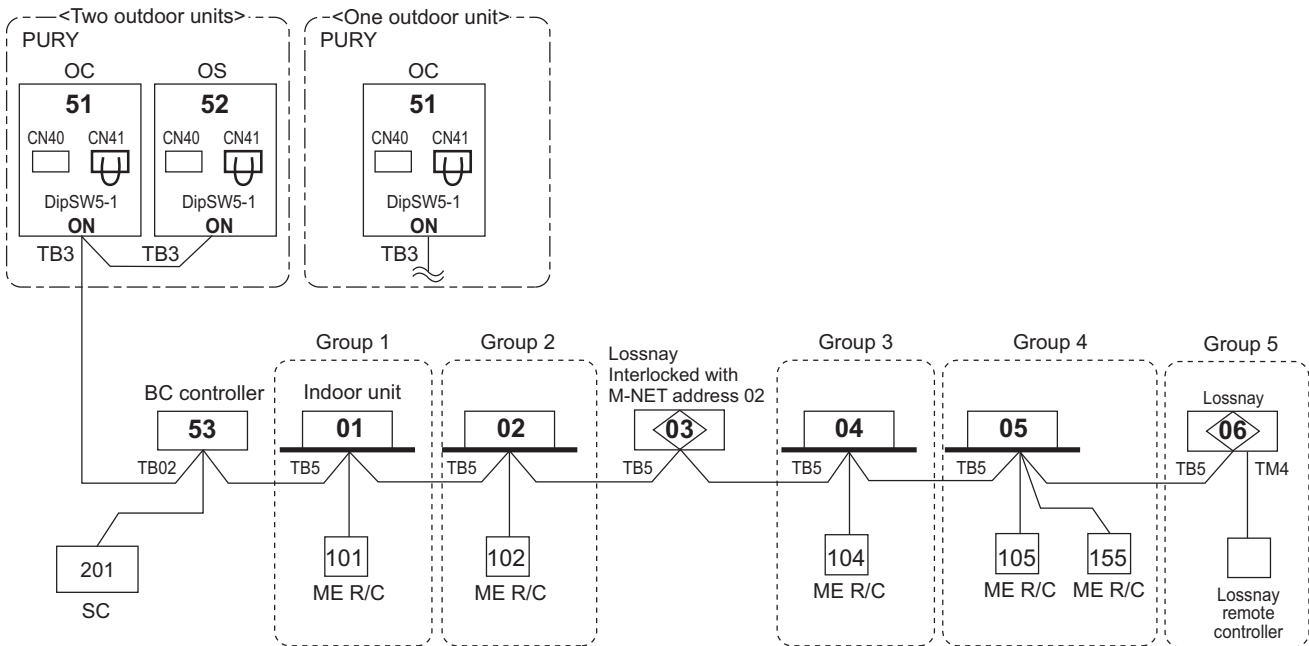 <Two outdoor units>
PURY
OC
51
CN40 CN41
DipSW5-1
ON
TB3
OS
52
CN40 CN41
DipSW5-1
ON
TB3
<One outdoor unit>
PURY
OC
51
CN40 CN41
DipSW5-1
ON
TB3
BC controller
53
TB02
201
SC
Group 1
Indoor unit
01
TB5
101
ME R/C
Group 2
02
TB5
102
ME R/C
Lossnay
Interlocked with
M-NET address 02
03
TB5
Group 3
04
TB5
104
ME R/C
Group 4
05
TB5
105
ME R/C
155
ME R/C
Group 5
Lossnay
06
TB5
TM4
Lossnay
remote
controller